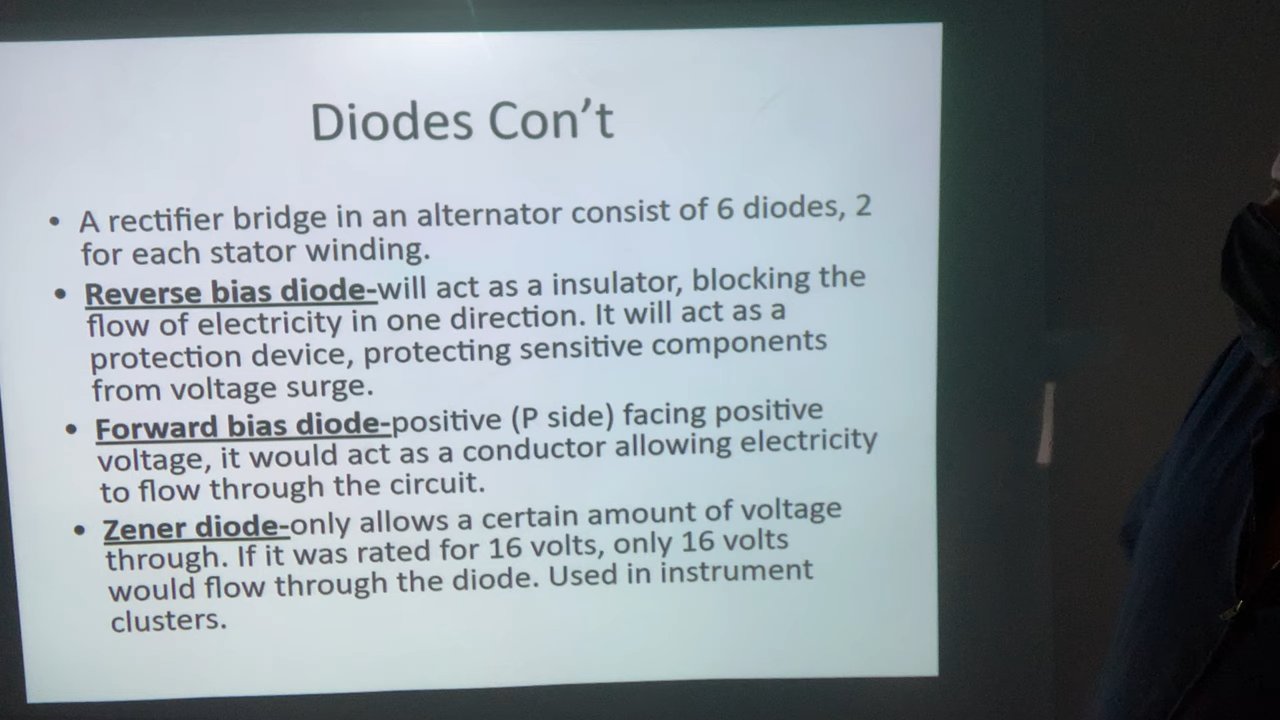 Diodes Con't
• A rectifier bridge in an alternator consist of 6 diodes, 2
for each stator winding.
• Reverse bias diode-will act as a insulator, blocking the
flow of electricity in one direction. It will act as a
protection device, protecting sensitive components
from voltage surge.
• Forward bias diode-positive (P side) facing positive
voltage, it would act as a conductor allowing electricity
to flow through the circuit.
• Zener diode-only allows a certain amount of voltage
through. If it was rated for 16 volts, only 16 volts
would flow through the diode. Used in instrument
clusters.